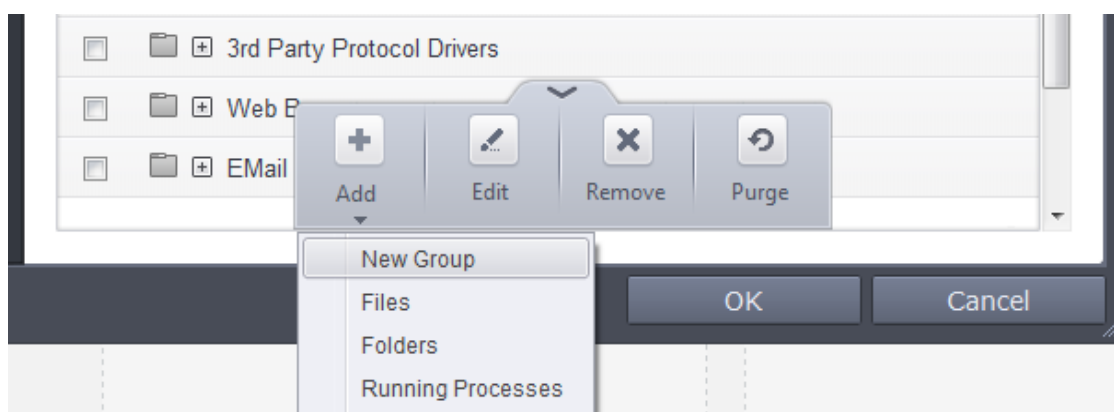 3rd Party Protocol Drivers
Web
EMail
Add
Edit
Remove
Purge
New Group
Files
Folders
Running Processes
OK
Cancel